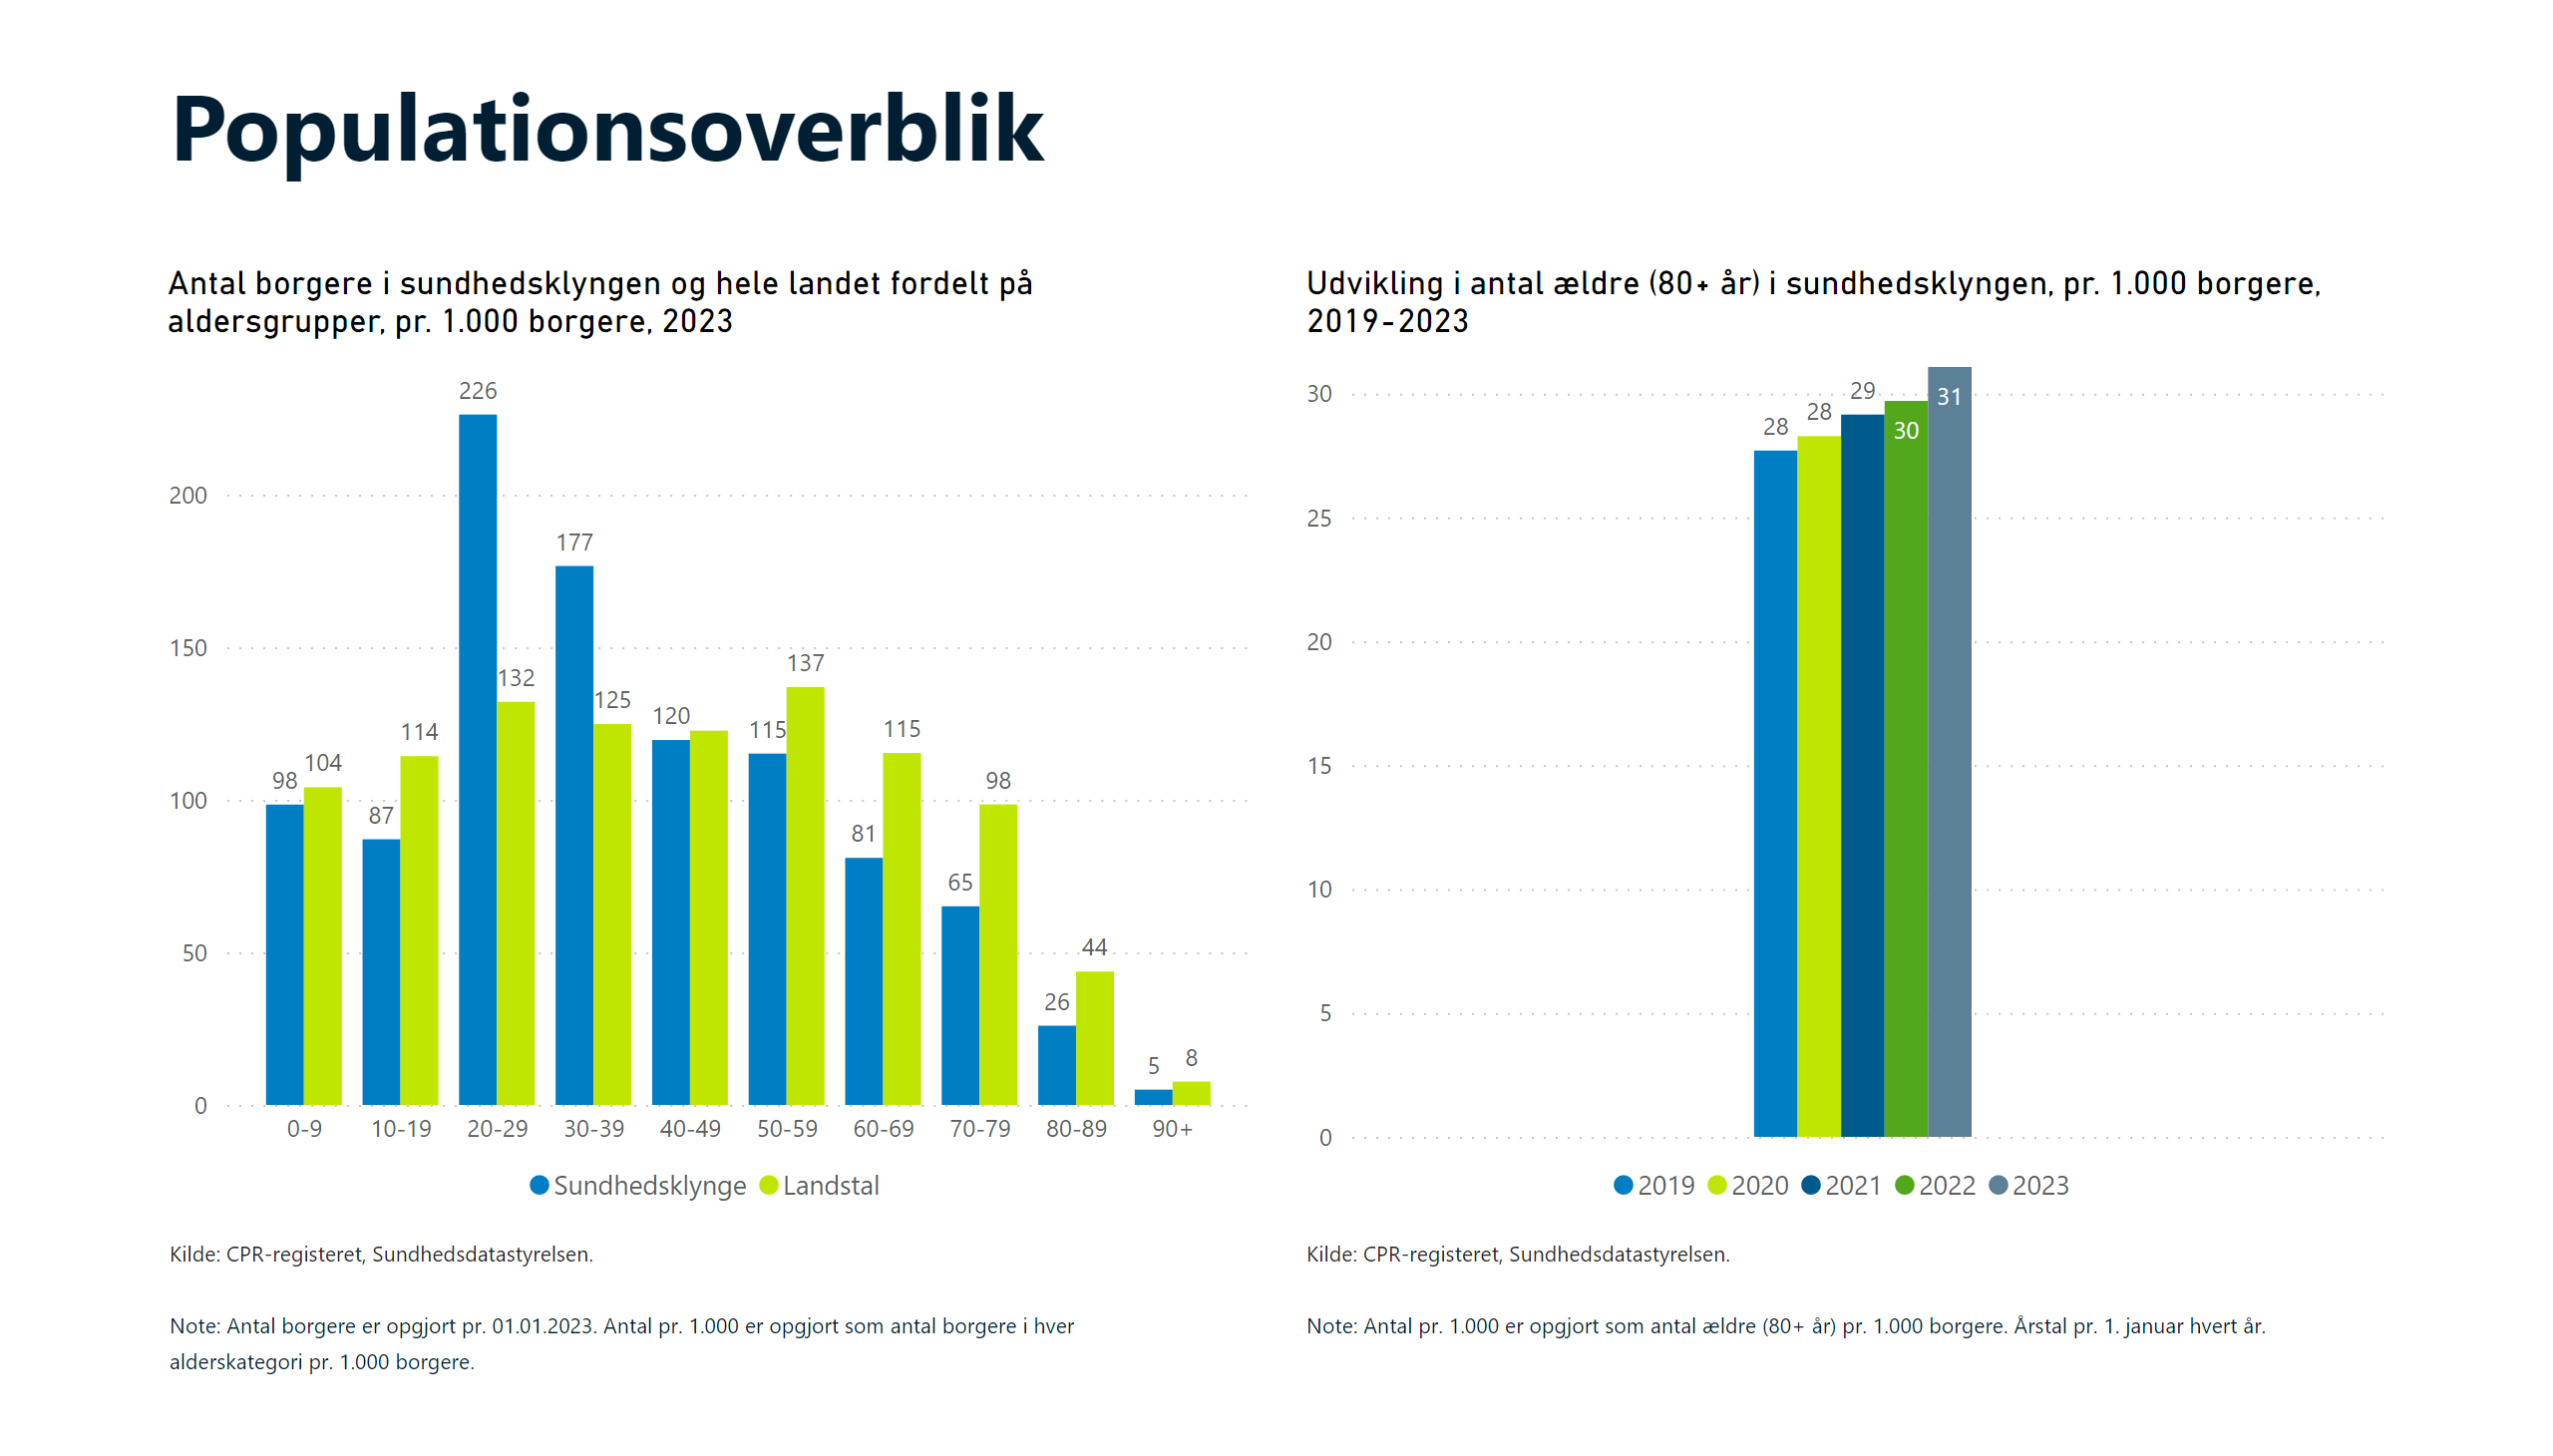 Populationsoverblik
Antal borgere i sundhedsklyngen og hele landet fordelt på
aldersgrupper, pr. 1.000 borgere, 2023
226
200
177
150
132
137
125
120
115
115
114
104
98
98
100
87
81
65
50
44
26
5
8
0
0-9 10-19 20-29 30-39 40-49 50-59 60-69 70-79 80-89 90+
Sundhedsklynge Landstal
Kilde: CPR-registeret, Sundhedsdatastyrelsen.
Note: Antal borgere er opgjort pr. 01.01.2023. Antal pr. 1.000 er opgjort som antal borgere i hver
alderskategori pr. 1.000 borgere.
Udvikling i antal ældre (80+ år) i sundhedsklyngen, pr. 1.000 borgere,
2019-2023
30
28 28 29 30 31
25
20
15
10
5
0
2019 2020 2021 2022 2023
Kilde: CPR-registeret, Sundhedsdatastyrelsen.
Note: Antal pr. 1.000 er opgjort som antal ældre (80+ år) pr. 1.000 borgere. Årstal pr. 1. januar hvert år.